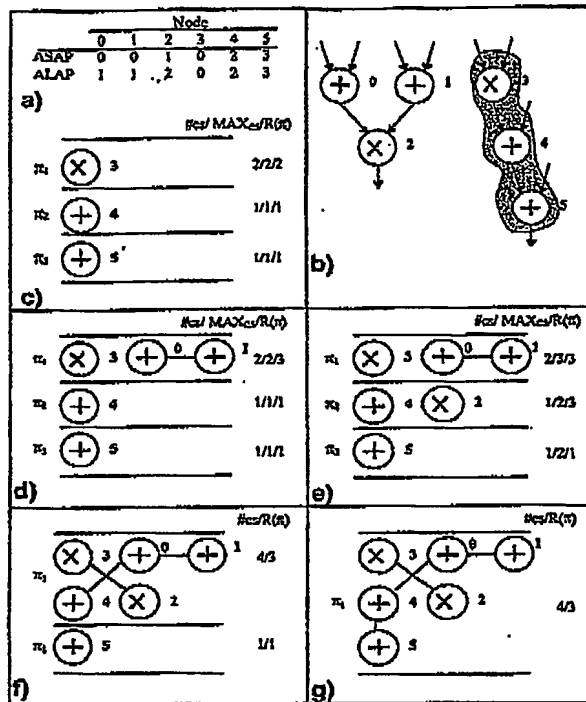 Node
0 1 2 3 4 5
ASAP 0 0 1 0 2 3
ALAP 1 1 2 0 2 3
a)
0 1 3
2 4
5
b)
#cs/ MAXcs/R(π)
π₁ × 3 2/2/2
π₂ + 4 1/1/1
π₃ + 5 1/1/1
c)
#cs/ MAXcs/R(π)
π₁ × 3 + 0 + 1 2/2/3
π₂ + 4 1/1/1
π₃ + 5 1/1/1
d)
#cs/ MAXcs/R(π)
π₁ × 3 + 0 + 1 2/3/3
π₂ + 4 × 2 1/2/3
π₃ + 5 1/2/1
e)
#cs/R(π)
× 3 + 0 + 1 4/3
+ 4 × 2
+ 5 1/1
f)
#cs/R(π)
× 3 + 0 + 1
π₁ + 4 × 2 4/3
+ 5
g)